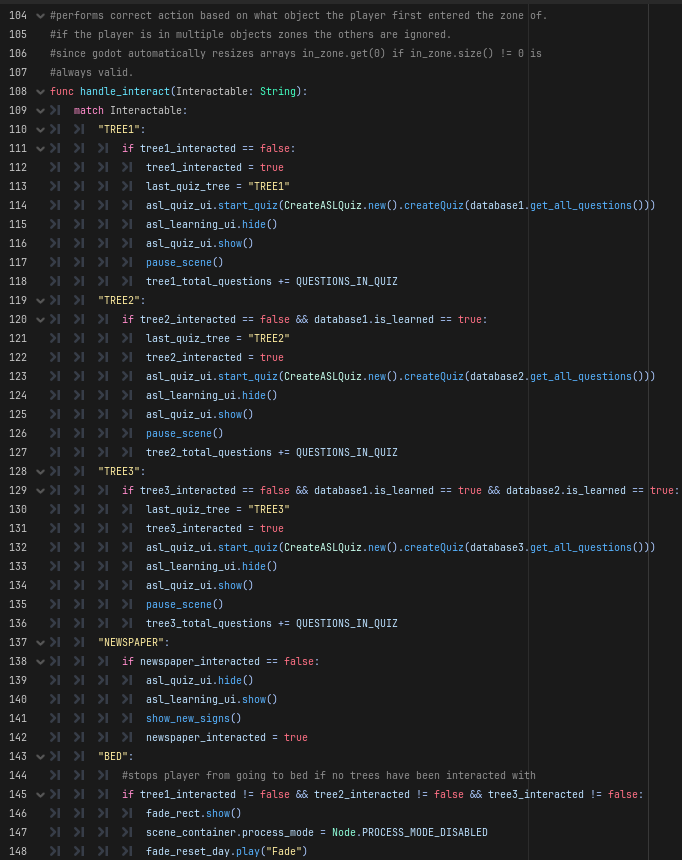 104 #performs correct action based on what object the player first entered the zone of.
105 #if the player is in multiple objects zones the others are ignored.
106 #since godot automatically resizes arrays in_zone.get(0) if in_zone.size() != 0 is
107 #always valid.
108 func handle_interact(Interactable: String):
109 match Interactable:
110 "TREE1":
111 if tree1_interacted == false:
112 tree1_interacted = true
113 last_quiz_tree = "TREE1"
114 asl_quiz_ui.start_quiz(CreateASLQuiz.new().createQuiz(database1.get_all_questions()))
115 asl_learning_ui.hide()
116 asl_quiz_ui.show()
117 pause_scene()
118 tree1_total_questions += QUESTIONS_IN_QUIZ
119 "TREE2":
120 if tree2_interacted == false && database1.is_learned == true:
121 last_quiz_tree = "TREE2"
122 tree2_interacted = true
123 asl_quiz_ui.start_quiz(CreateASLQuiz.new().createQuiz(database2.get_all_questions()))
124 asl_learning_ui.hide()
125 asl_quiz_ui.show()
126 pause_scene()
127 tree2_total_questions += QUESTIONS_IN_QUIZ
128 "TREE3":
129 if tree3_interacted == false && database1.is_learned == true && database2.is_learned == true:
130 last_quiz_tree = "TREE3"
131 tree3_interacted = true
132 asl_quiz_ui.start_quiz(CreateASLQuiz.new().createQuiz(database3.get_all_questions()))
133 asl_learning_ui.hide()
134 asl_quiz_ui.show()
135 pause_scene()
136 tree3_total_questions += QUESTIONS_IN_QUIZ
137 "NEWSPAPER":
138 if newspaper_interacted == false:
139 asl_quiz_ui.hide()
140 asl_learning_ui.show()
141 show_new_signs()
142 newspaper_interacted = true
143 "BED":
144 #stops player from going to bed if no trees have been interacted with
145 if tree1_interacted != false && tree2_interacted != false && tree3_interacted != false:
146 fade_rect.show()
147 scene_container.process_mode = Node.PROCESS_MODE_DISABLED
148 fade_reset_day.play("Fade")